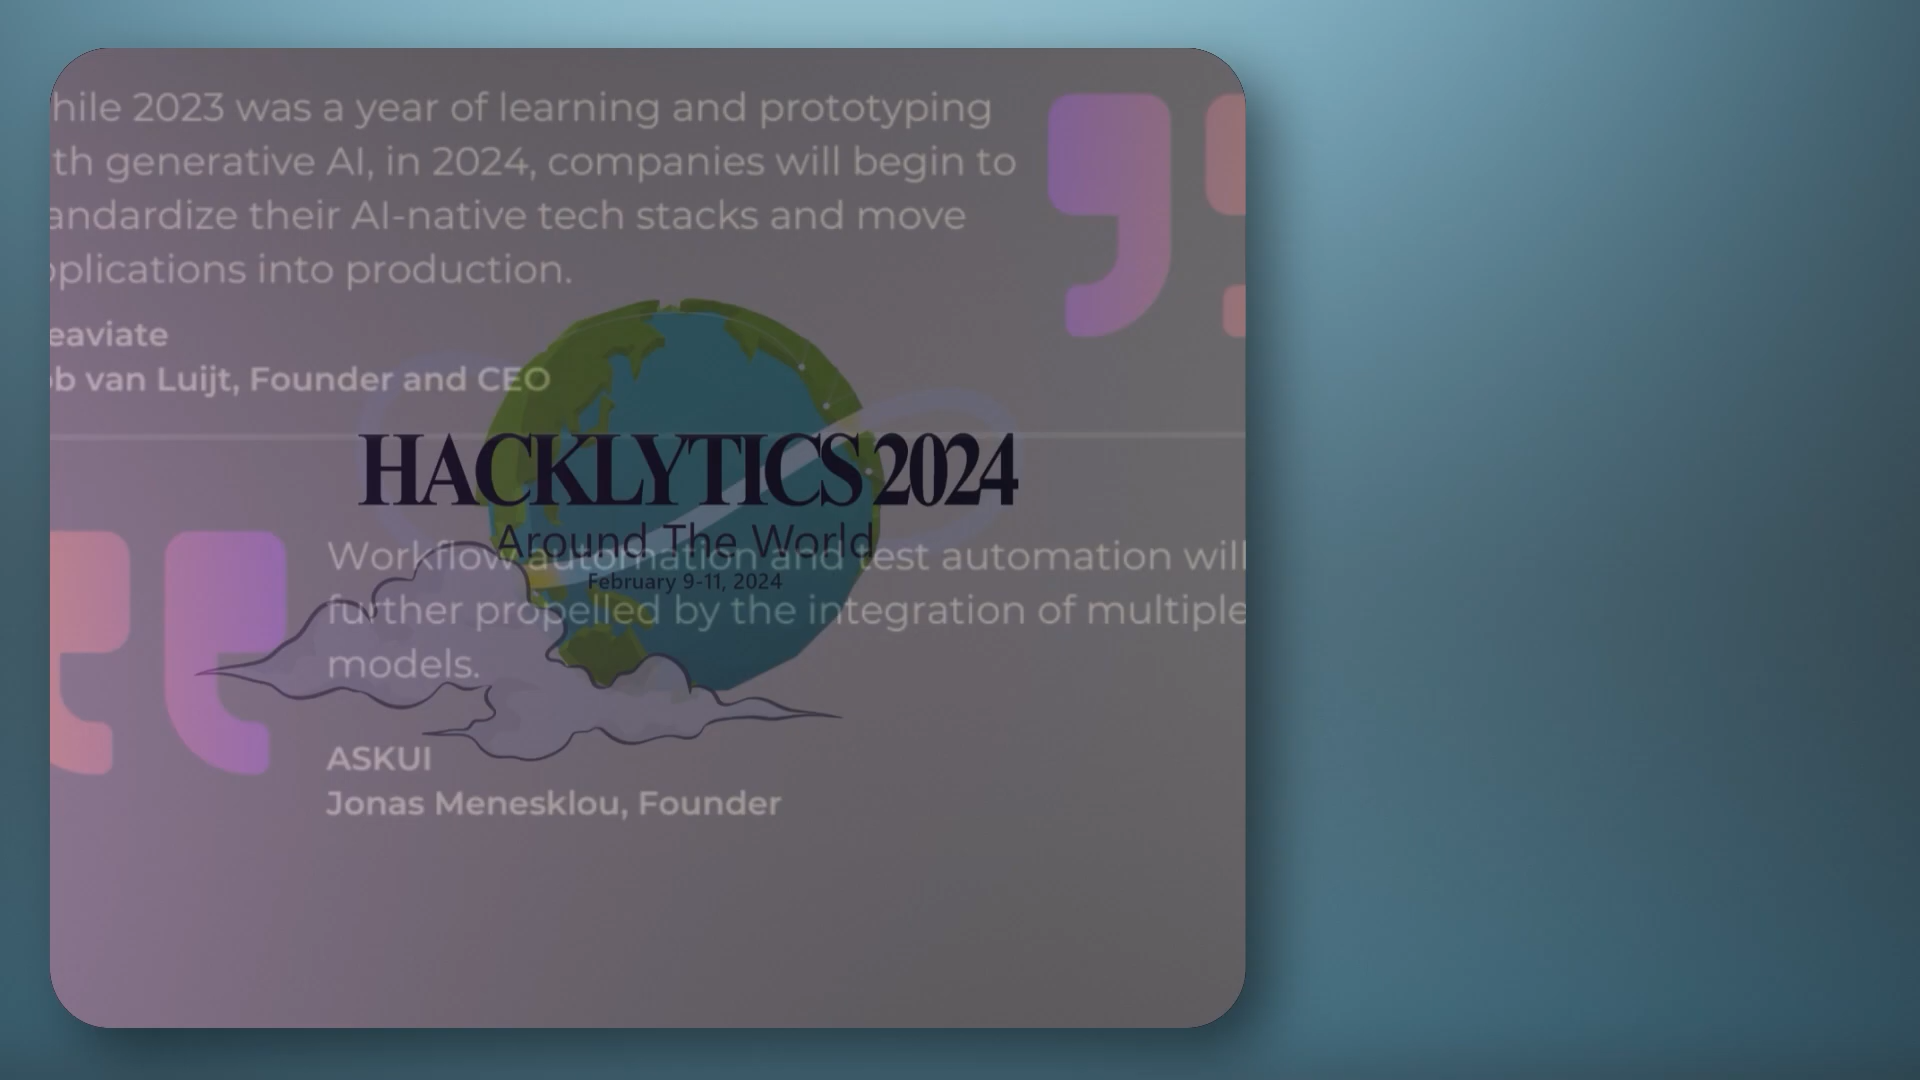 hile 2023 was a year of learning and prototyping
th generative AI, in 2024, companies will begin to
andardize their AI-native tech stacks and move
pplications into production.
eaviate
ob van Luijt, Founder and CEO
HACKLYTICS 2024
Around The World
February 9-11, 2024
Workflow automation and test automation will
further propelled by the integration of multiple
models.
ASKUI
Jonas Menesklou, Founder